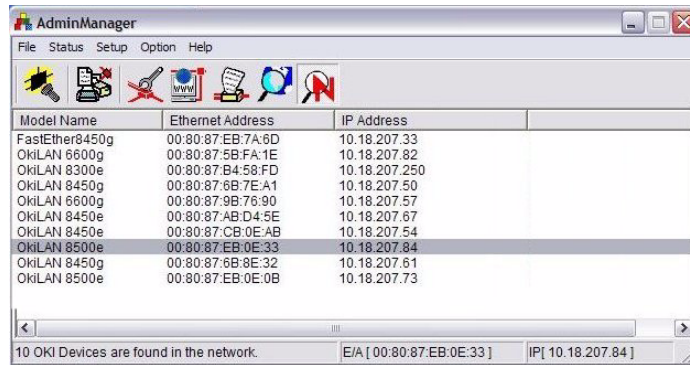 AdminManager
File Status Setup Option Help
WWW
N
Model Name Ethernet Address IP Address
FastEther8450g 00:80:87:EB:7A:6D 10.18.207.33
OkiLAN 6600g 00:80:87:5B:FA:1E 10.18.207.82
OkiLAN 8300e 00:80:87:B4:58:FD 10.18.207.250
OkiLAN 8450g 00:80:87:6B:7E:A1 10.18.207.50
OkiLAN 6600g 00:80:87:9B:76:90 10.18.207.57
OkiLAN 8450e 00:80:87:AB:D4:5E 10.18.207.67
OkiLAN 8450e 00:80:87:CB:0E:AB 10.18.207.54
OkiLAN 8500e 00:80:87:EB:0E:33 10.18.207.84
OkiLAN 8450g 00:80:87:6B:8E:32 10.18.207.61
OkiLAN 8500e 00:80:87:EB:0E:0B 10.18.207.73
10 OKI Devices are found in the network. E/A [ 00:80:87:EB:0E:33 ] IP[ 10.18.207.84 ]